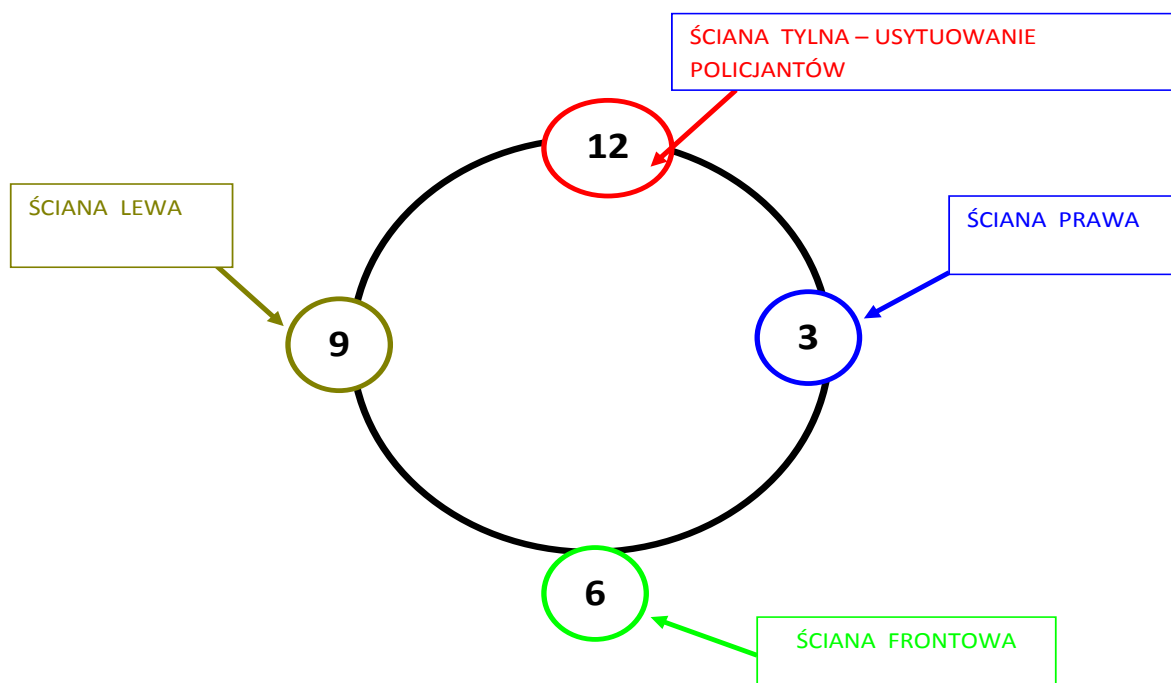 ŚCIANA TYLNA – USYTUOWANIE
POLICJANTÓW
12
ŚCIANA LEWA
ŚCIANA PRAWA
9
3
6
ŚCIANA FRONTOWA